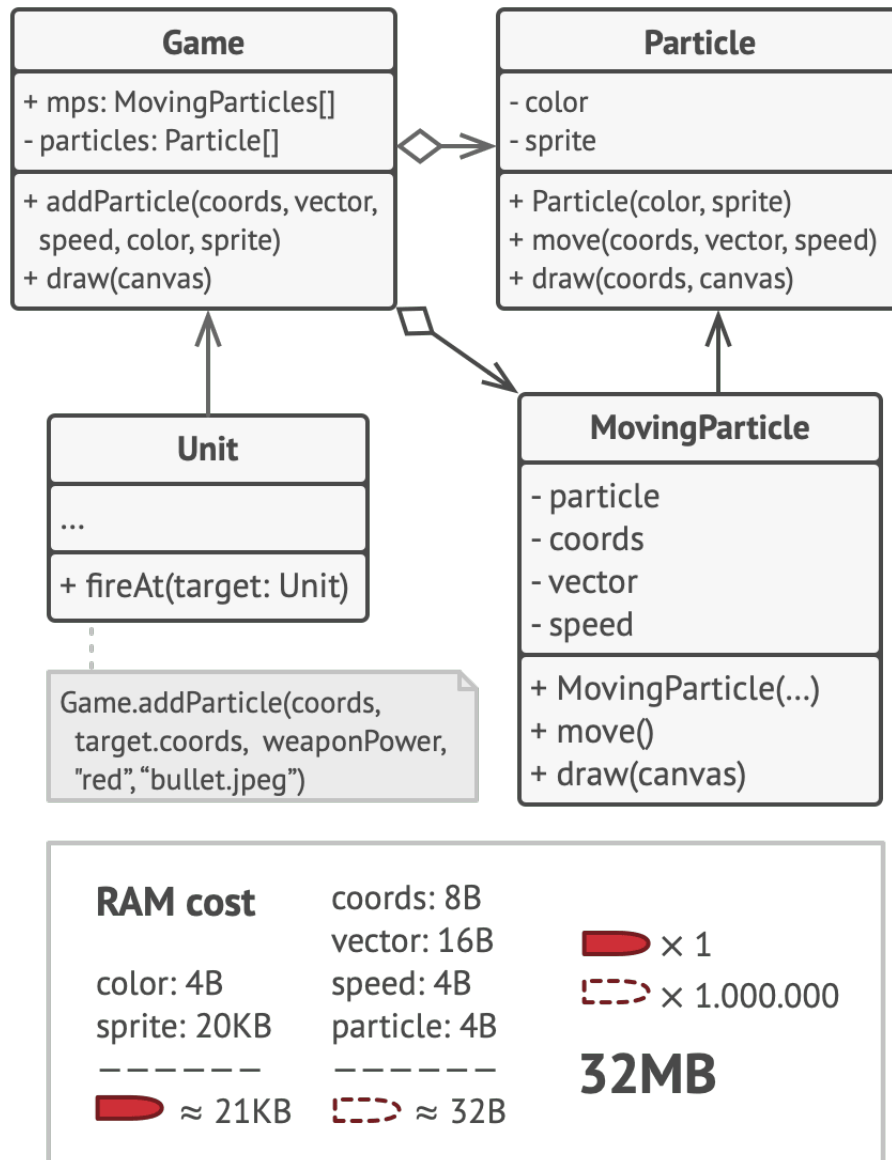 Game
+ mps: MovingParticles[]
- particles: Particle[]
+ addParticle(coords, vector,
speed, color, sprite)
+ draw(canvas)
Particle
- color
- sprite
+ Particle(color, sprite)
+ move(coords, vector, speed)
+ draw(coords, canvas)
Unit
...
+ fireAt(target: Unit)
Game.addParticle(coords,
target.coords, weaponPower,
"red”, “bullet.jpeg”)
MovingParticle
- particle
- coords
- vector
- speed
+ MovingParticle(...)
+ move()
+ draw(canvas)
RAM cost
color: 4B
sprite: 20KB
——————
≈ 21KB
coords: 8B
vector: 16B
speed: 4B
particle: 4B
——————
≈ 32B
× 1
× 1.000.000
32MB